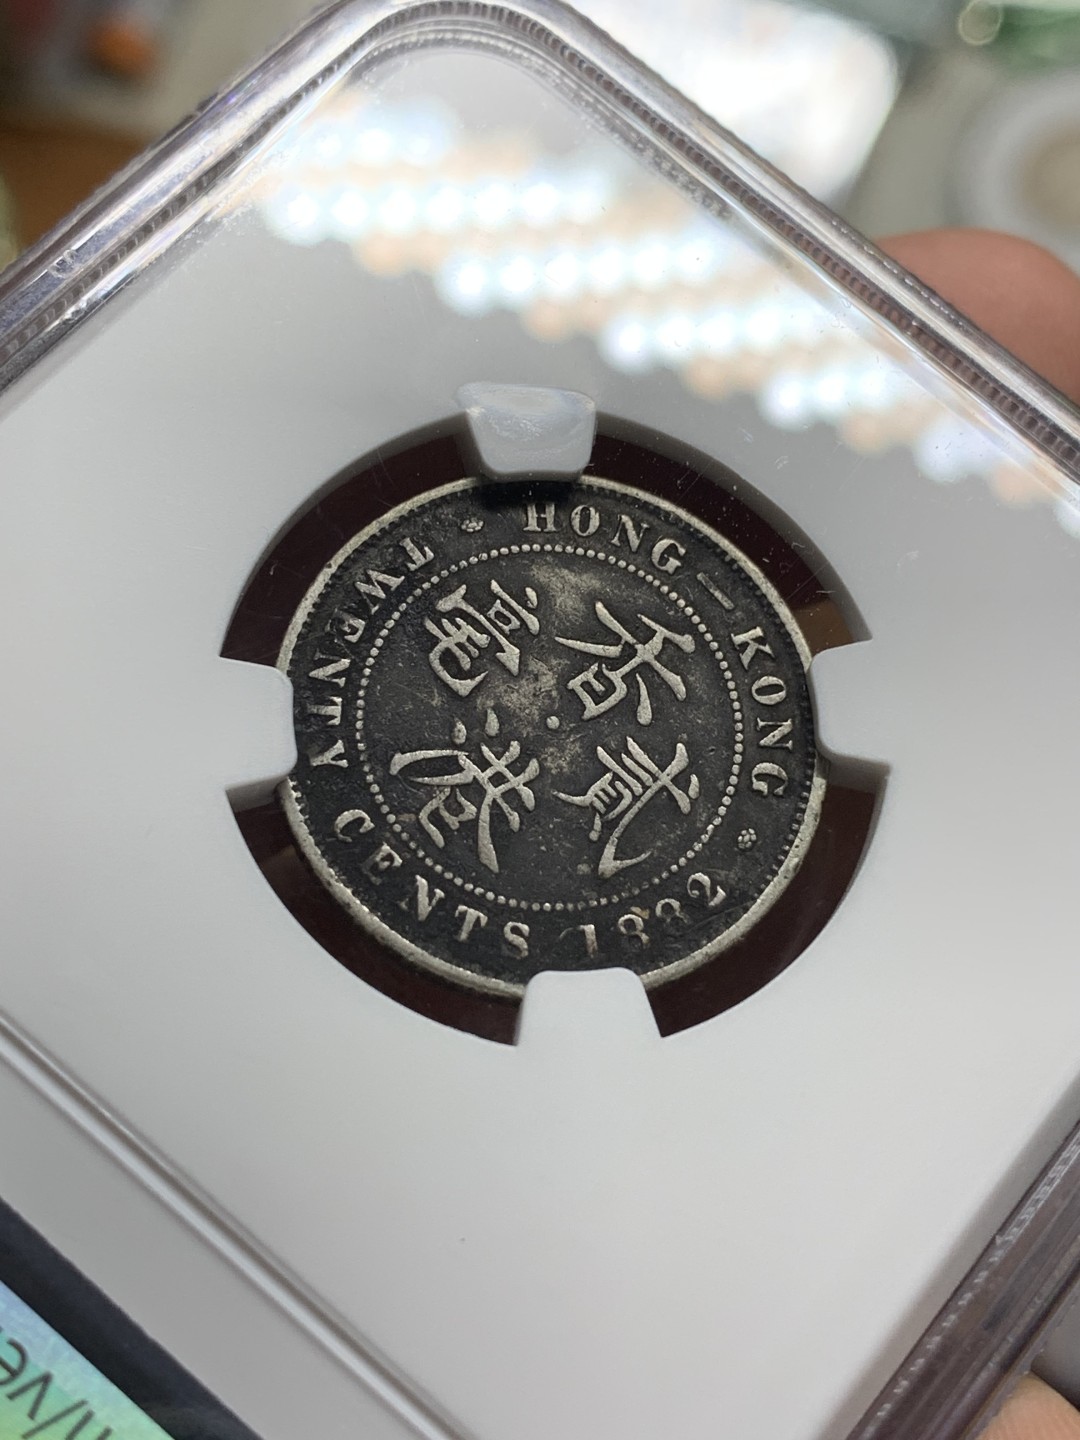 HONG-KONG
香港貳毫
TWENTY CENTS 1882